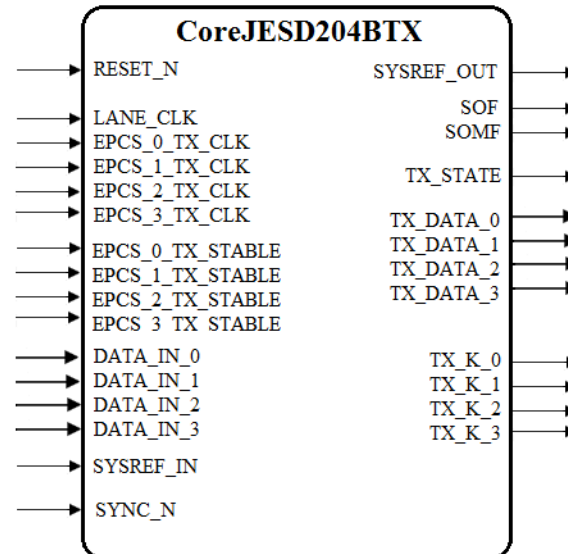 CoreJESD204BTX
RESET_N
LANE_CLK
EPCS_0_TX_CLK
EPCS_1_TX_CLK
EPCS_2_TX_CLK
EPCS_3_TX_CLK
EPCS_0_TX_STABLE
EPCS_1_TX_STABLE
EPCS_2_TX_STABLE
EPCS_3_TX_STABLE
DATA_IN_0
DATA_IN_1
DATA_IN_2
DATA_IN_3
SYSREF_IN
SYNC_N
SYSREF_OUT
SOF
SOMF
TX_STATE
TX_DATA_0
TX_DATA_1
TX_DATA_2
TX_DATA_3
TX_K_0
TX_K_1
TX_K_2
TX_K_3